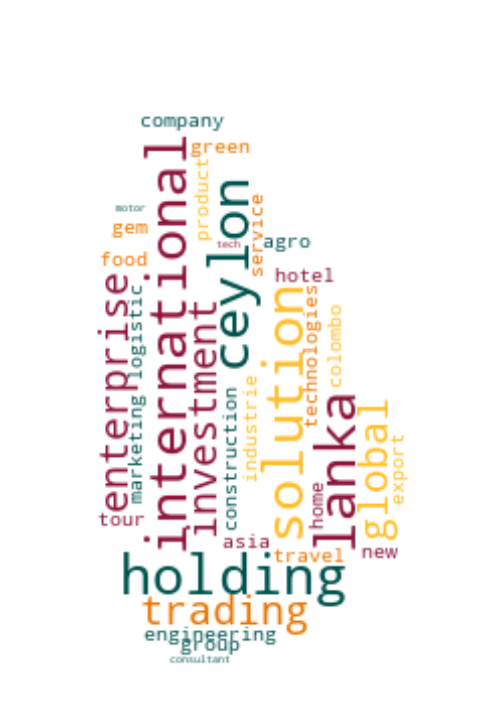 company
green
international
product
ceylon
motor
gem
tech
service
agro
food
hotel
enterprise
logistic
investment
solution
technologies
colombo
marketing
construction
industrie
lanka
global
export
home
tour
asia
travel
new
holding
trading
engineering
group
consultant